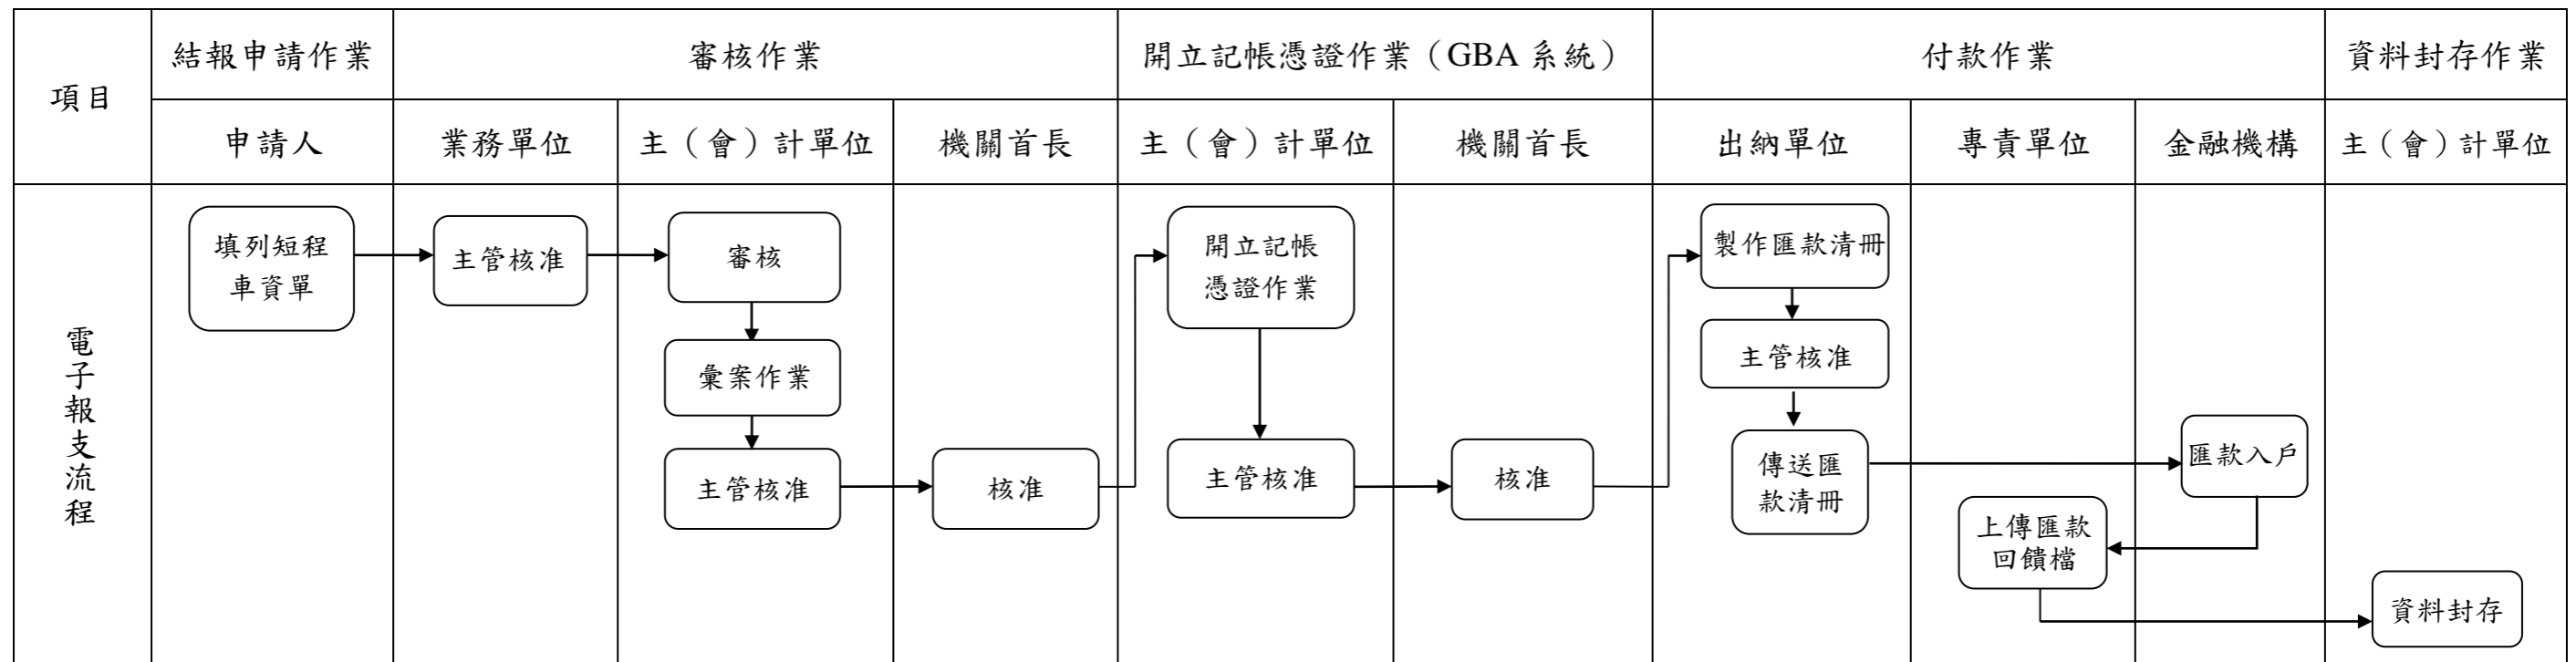 項目
結報申請作業
審核作業
開立記帳憑證作業（GBA 系統）
付款作業
資料封存作業
申請人
業務單位
主（會）計單位
機關首長
主（會）計單位
機關首長
出納單位
專責單位
金融機構
主（會）計單位
電子報支流程
填列短程
車資單
主管核准
審核
彙案作業
主管核准
核准
開立記帳
憑證作業
主管核准
核准
製作匯款清冊
主管核准
傳送匯
款清冊
匯款入戶
上傳匯款
回饋檔
資料封存